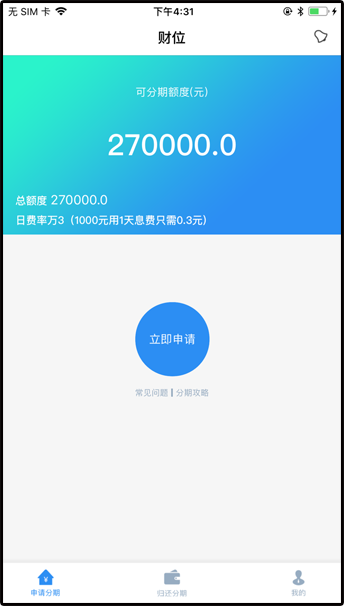 无 SIM 卡 下午4:31
财位
可分期额度(元)
270000.0
总额度 270000.0
日费率万3（1000元用1天息费只需0.3元）
立即申请
常见问题 | 分期攻略
¥
申请分期 归还分期 我的